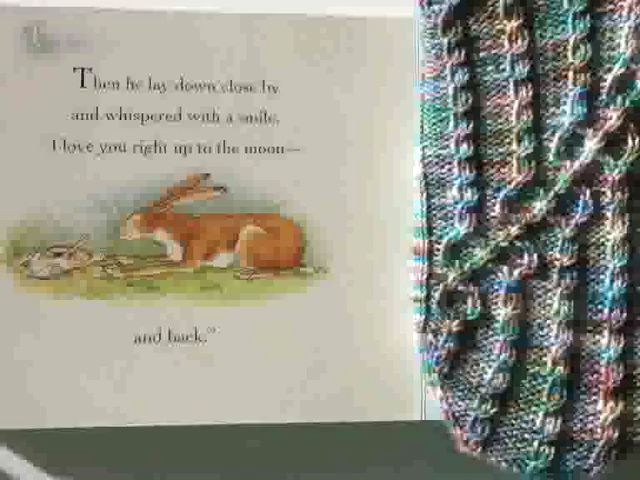 Then he lay down close by
and whispered with a smile,
I love you right up to the moon—
and back."